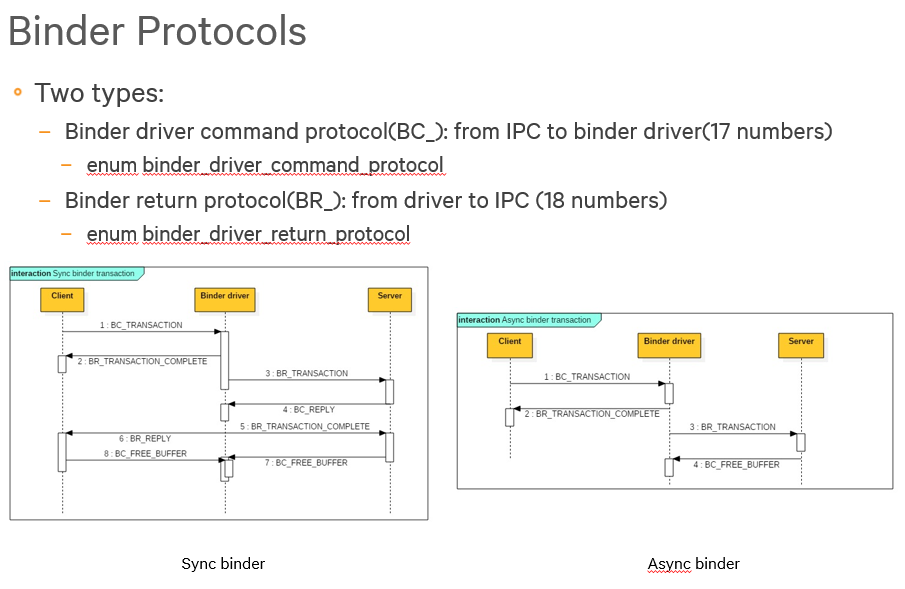 Binder Protocols
Two types:
Binder driver command protocol(BC_): from IPC to binder driver(17 numbers)
enum binder_driver_command_protocol
Binder return protocol(BR_): from driver to IPC (18 numbers)
enum binder_driver_return_protocol
interaction Sync binder transaction
Client
Binder driver
Server
1 : BC_TRANSACTION
2 : BR_TRANSACTION_COMPLETE
3 : BR_TRANSACTION
4 : BC_REPLY
5 : BR_TRANSACTION_COMPLETE
6 : BR_REPLY
8 : BC_FREE_BUFFER
7 : BC_FREE_BUFFER
Sync binder
interaction Async binder transaction
Client
Binder driver
Server
1 : BC_TRANSACTION
2 : BR_TRANSACTION_COMPLETE
3 : BR_TRANSACTION
4 : BC_FREE_BUFFER
Async binder